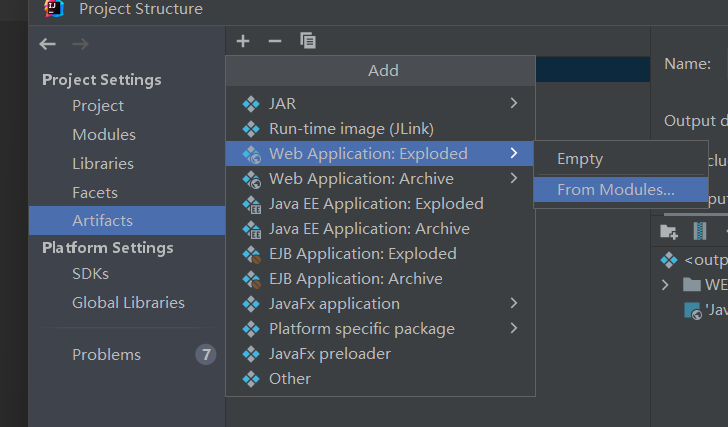 Project Structure
Project Settings
Project
Modules
Libraries
Facets
Artifacts
Platform Settings
SDKs
Global Libraries
Problems
7
Add
JAR
Run-time image (JLink)
Web Application: Exploded
Web Application: Archive
Java EE Application: Exploded
Java EE Application: Archive
EJB Application: Exploded
EJB Application: Archive
JavaFx application
Platform specific package
JavaFx preloader
Other
Empty
From Modules...
Name:
Output d
clu
put
<outp
WE
'Jav